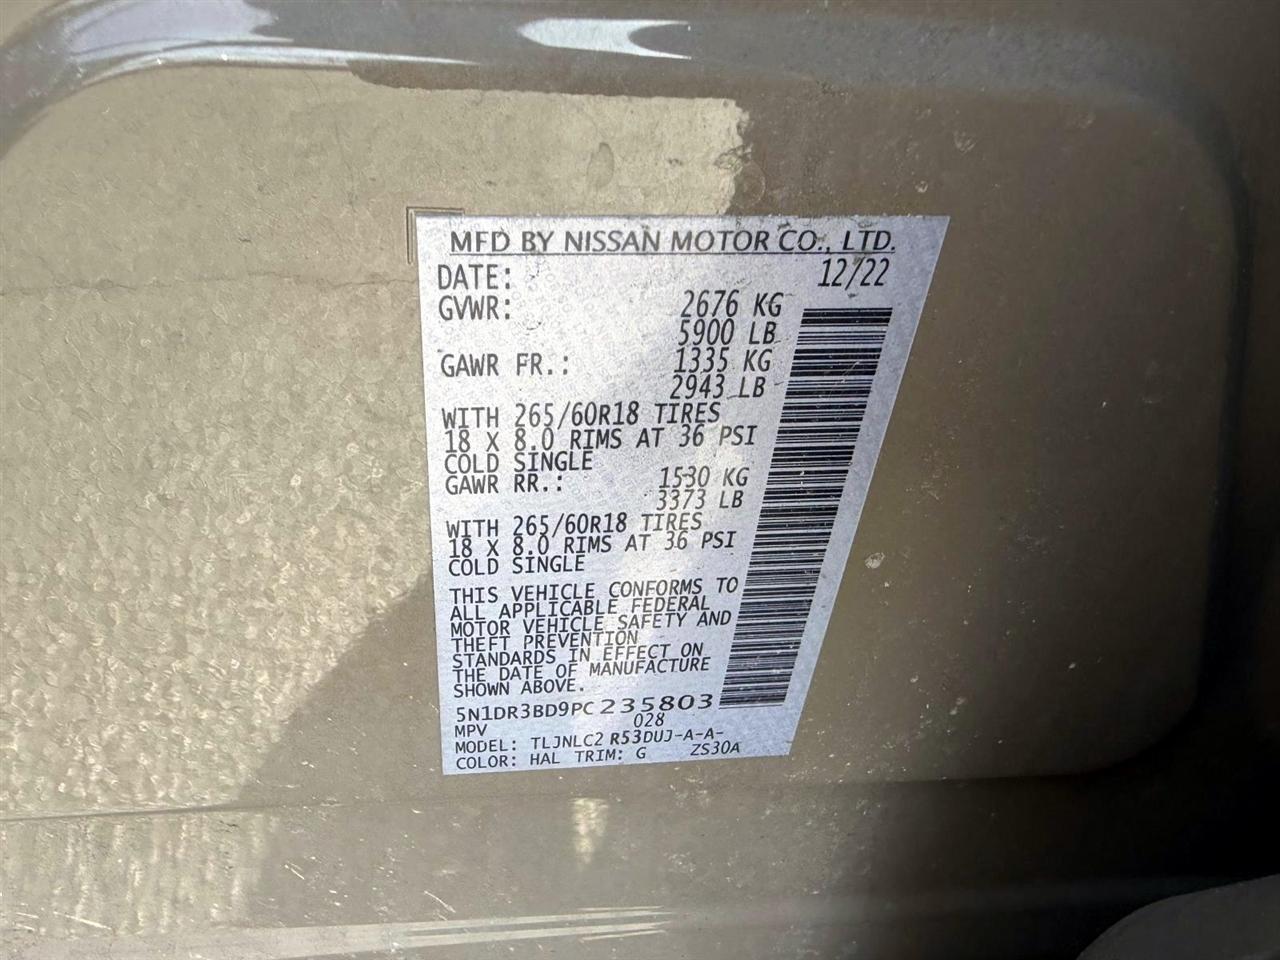 MFD BY NISSAN MOTOR CO., LTD.
DATE: 12/22
GVWR: 2676 KG
5900 LB
GAWR FR.: 1335 KG
2943 LB
WITH 265/60R18 TIRES
18 X 8.0 RIMS AT 36 PSI
COLD SINGLE
GAWR RR.: 1530 KG
3373 LB
WITH 265/60R18 TIRES
18 X 8.0 RIMS AT 36 PSI
COLD SINGLE
THIS VEHICLE CONFORMS TO
ALL APPLICABLE FEDERAL
MOTOR VEHICLE SAFETY AND
THEFT PREVENTION
STANDARDS IN EFFECT ON
THE DATE OF MANUFACTURE
SHOWN ABOVE.
5N1DR3BD9PC235803
MPV 028
MODEL: TLJNLC2 R53DUJ-A-A-
COLOR: HAL TRIM: G ZS30A